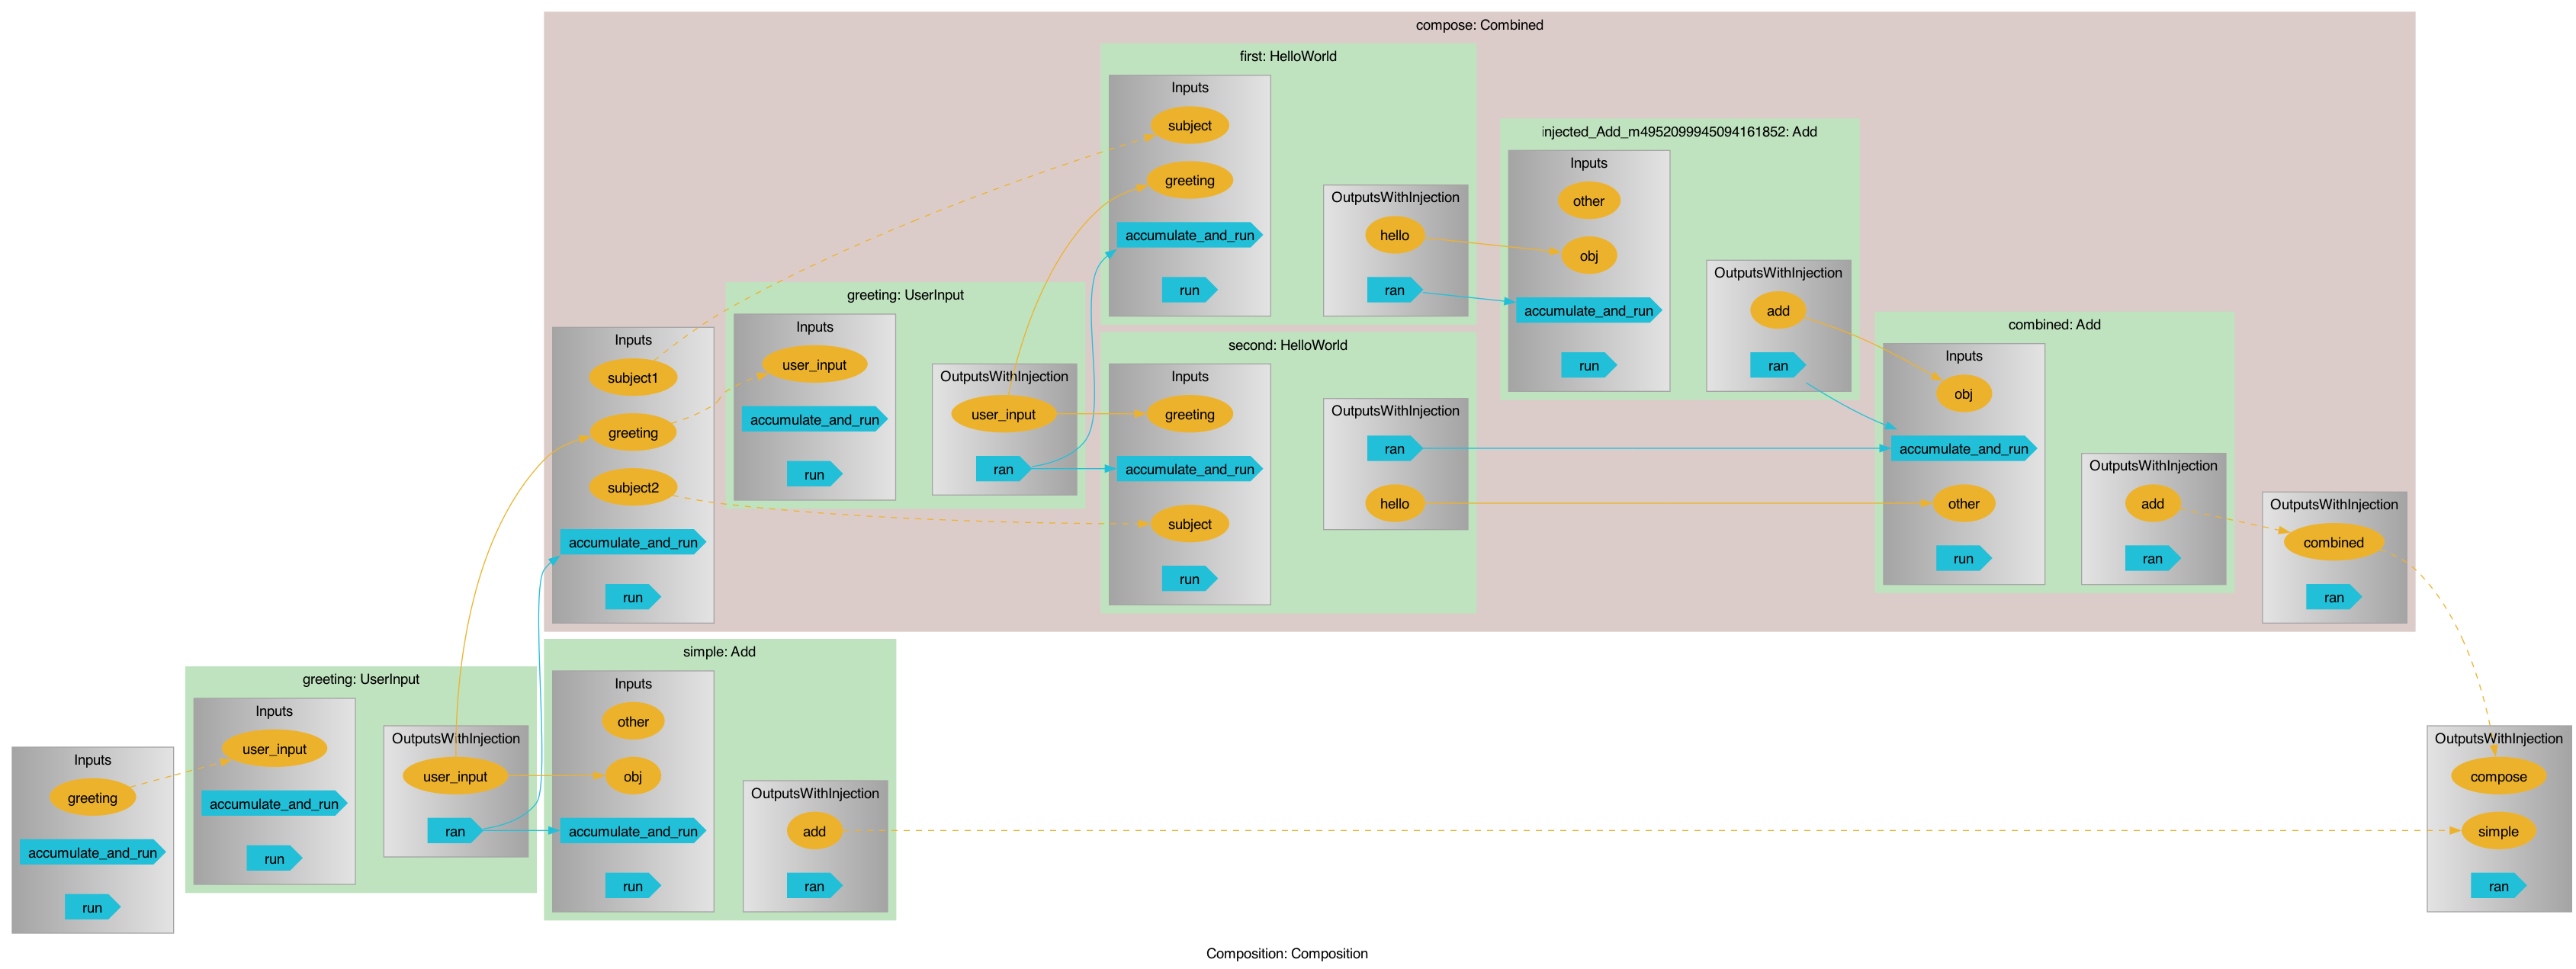 compose: Combined
first: HelloWorld
Inputs
subject
greeting
accumulate_and_run
run
OutputsWithInjection
hello
ran
injected_Add_m4952099945094161852: Add
Inputs
other
obj
accumulate_and_run
run
OutputsWithInjection
add
ran
greeting: UserInput
Inputs
user_input
accumulate_and_run
run
OutputsWithInjection
user_input
ran
Inputs
subject1
greeting
subject2
accumulate_and_run
run
second: HelloWorld
Inputs
greeting
accumulate_and_run
subject
run
OutputsWithInjection
ran
hello
combined: Add
Inputs
obj
accumulate_and_run
other
run
OutputsWithInjection
add
ran
OutputsWithInjection
combined
ran
simple: Add
Inputs
other
obj
accumulate_and_run
run
OutputsWithInjection
add
ran
greeting: UserInput
Inputs
user_input
accumulate_and_run
run
OutputsWithInjection
user_input
ran
Inputs
greeting
accumulate_and_run
run
OutputsWithInjection
compose
simple
ran
Composition: Composition